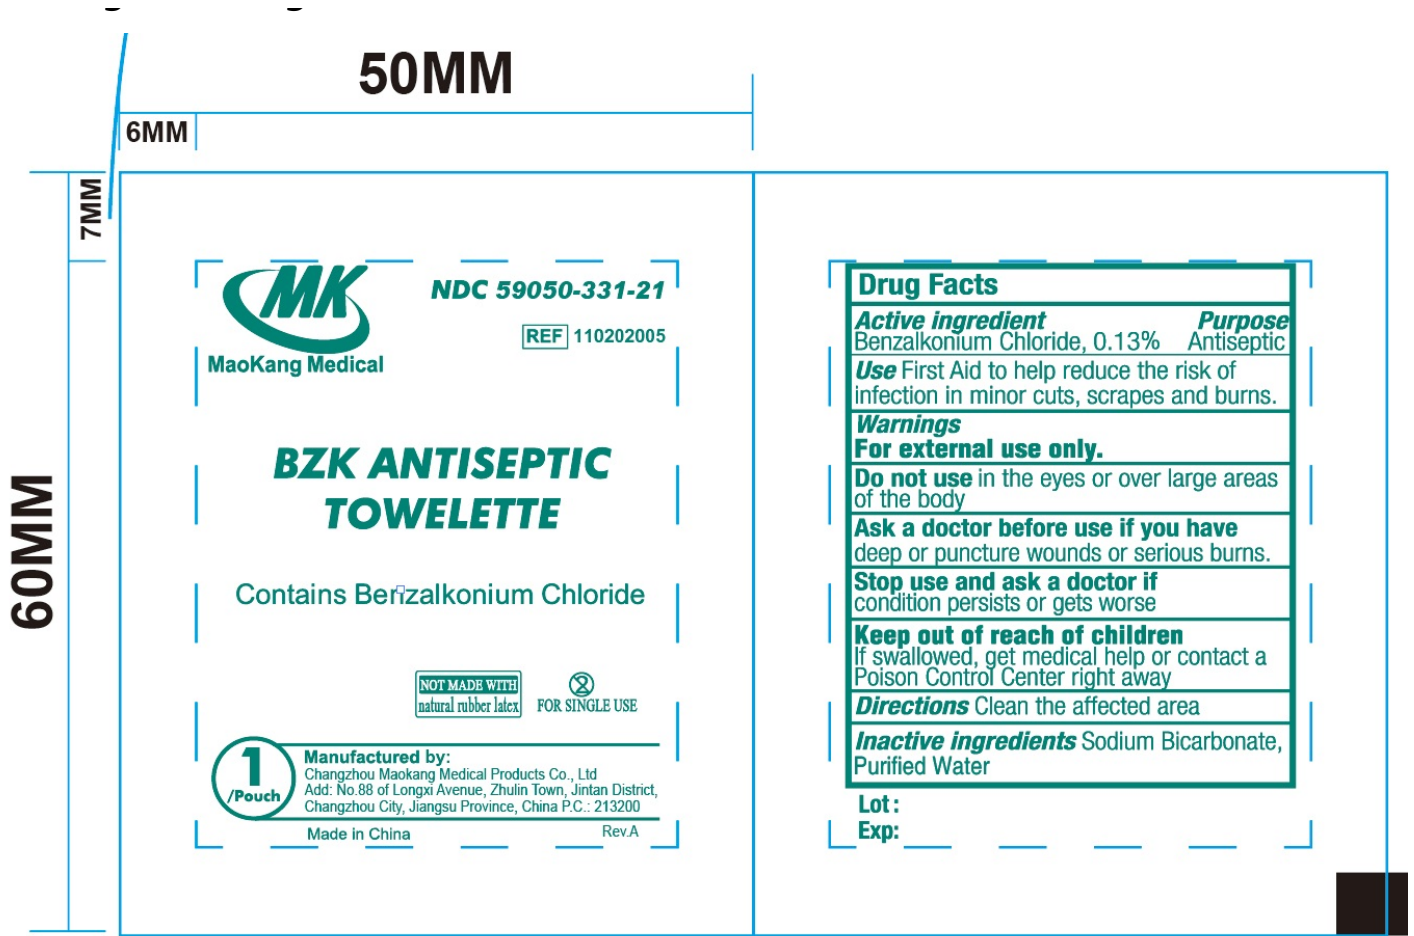 50MM
6MM
7MM
60MM
MK
MaoKang Medical
NDC 59050-331-21
REF 110202005
BZK ANTISEPTIC
TOWELETTE
Contains Benzalkonium Chloride
NOT MADE WITH
natural rubber latex
2
FOR SINGLE USE
1
/Pouch
Manufactured by:
Changzhou Maokang Medical Products Co., Ltd
Add: No.88 of Longxi Avenue, Zhulin Town, Jintan District,
Changzhou City, Jiangsu Province, China P.C.: 213200
Made in China
Rev.A
Drug Facts
Active ingredient Purpose
Benzalkonium Chloride, 0.13% Antiseptic
Use First Aid to help reduce the risk of
infection in minor cuts, scrapes and burns.
Warnings
For external use only.
Do not use in the eyes or over large areas
of the body
Ask a doctor before use if you have
deep or puncture wounds or serious burns.
Stop use and ask a doctor if
condition persists or gets worse
Keep out of reach of children
If swallowed, get medical help or contact a
Poison Control Center right away
Directions Clean the affected area
Inactive ingredients Sodium Bicarbonate,
Purified Water
Lot:
Exp: